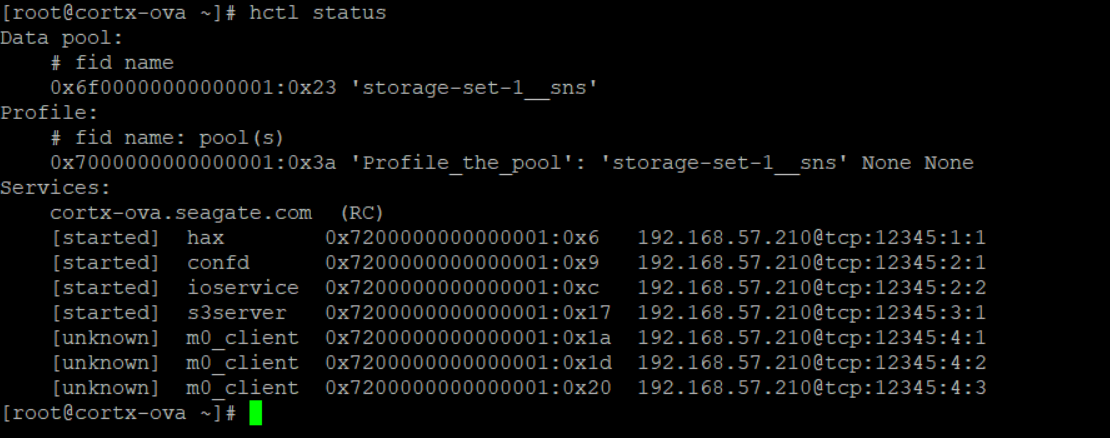 [root@cortx-ova ~]# hctl status
Data pool:
    # fid name
    0x6f00000000000001:0x23 'storage-set-1__sns'
Profile:
    # fid name: pool(s)
    0x7000000000000001:0x3a 'Profile_the_pool': 'storage-set-1__sns' None None
Services:
    cortx-ova.seagate.com  (RC)
    [started]  hax        0x7200000000000001:0x6   192.168.57.210@tcp:12345:1:1
    [started]  confd      0x7200000000000001:0x9   192.168.57.210@tcp:12345:2:1
    [started]  ioservice  0x7200000000000001:0xc   192.168.57.210@tcp:12345:2:2
    [started]  s3server   0x7200000000000001:0x17  192.168.57.210@tcp:12345:3:1
    [unknown]  m0_client  0x7200000000000001:0x1a  192.168.57.210@tcp:12345:4:1
    [unknown]  m0_client  0x7200000000000001:0x1d  192.168.57.210@tcp:12345:4:2
    [unknown]  m0_client  0x7200000000000001:0x20  192.168.57.210@tcp:12345:4:3
[root@cortx-ova ~]#